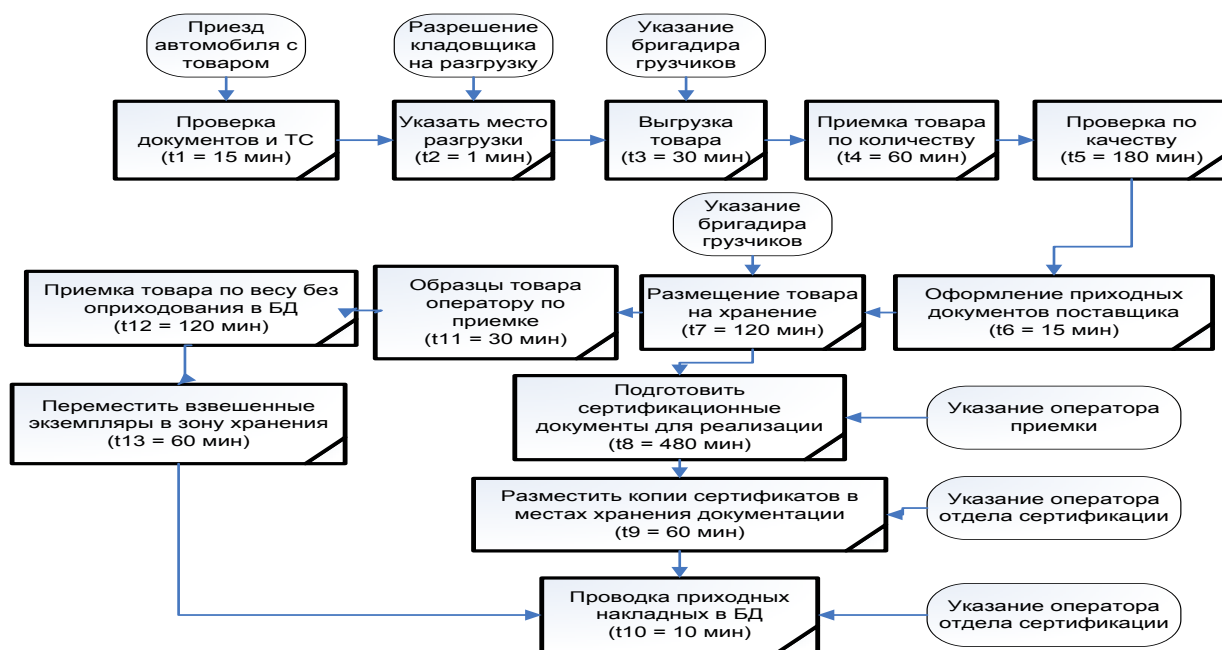 Приезд
автомобиля с
товаром
Разрешение
кладовщика
на разгрузку
Указание
бригадира
грузчиков
Проверка
документов и ТС
(t1 = 15 мин)
Указать место
разгрузки
(t2 = 1 мин)
Выгрузка
товара
(t3 = 30 мин)
Приемка товара
по количеству
(t4 = 60 мин)
Проверка по
качеству
(t5 = 180 мин)
Указание
бригадира
грузчиков
Приемка товара по весу без
оприходования в БД
(t12 = 120 мин)
Образцы товара
оператору по
приемке
(t11 = 30 мин)
Размещение товара
на хранение
(t7 = 120 мин)
Оформление приходных
документов поставщика
(t6 = 15 мин)
Переместить взвешенные
экземпляры в зону хранения
(t13 = 60 мин)
Подготовить
сертификационные
документы для реализации
(t8 = 480 мин)
Указание оператора
приемки
Разместить копии сертификатов в
местах хранения документации
(t9 = 60 мин)
Указание оператора
отдела сертификации
Проводка приходных
накладных в БД
(t10 = 10 мин)
Указание оператора
отдела сертификации